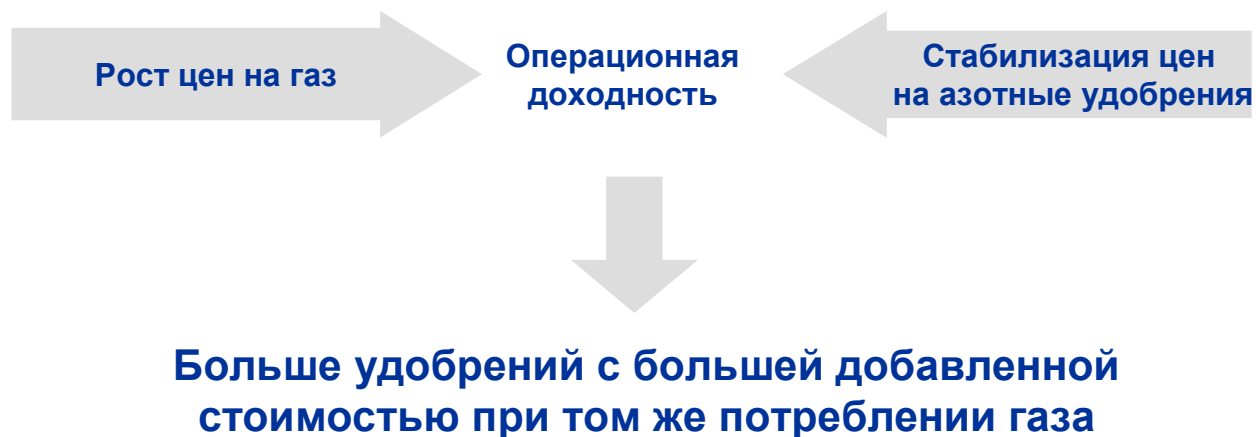 Рост цен на газ
Операционная
доходность
Стабилизация цен
на азотные удобрения
Больше удобрений с большей добавленной
стоимостью при том же потреблении газа